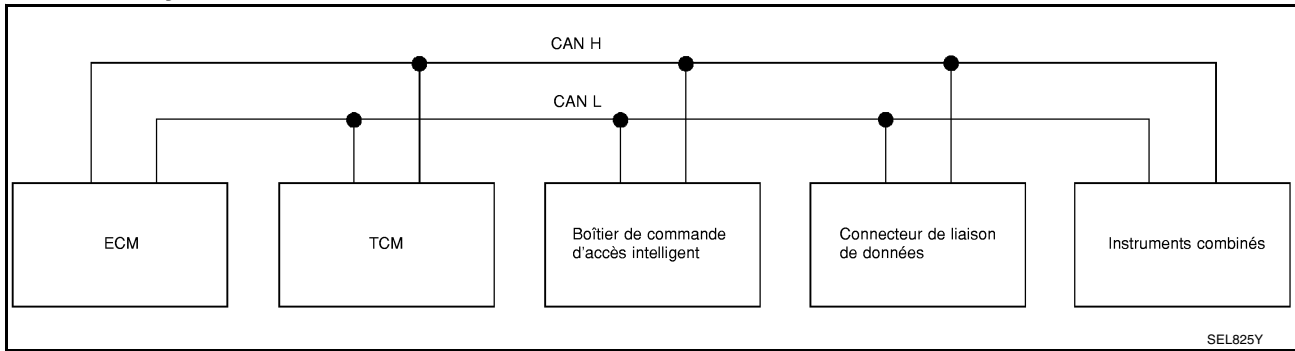 CAN H
CAN L
ECM
TCM
Boîtier de commande
d'accès intelligent
Connecteur de liaison
de données
Instruments combinés
SEL825Y